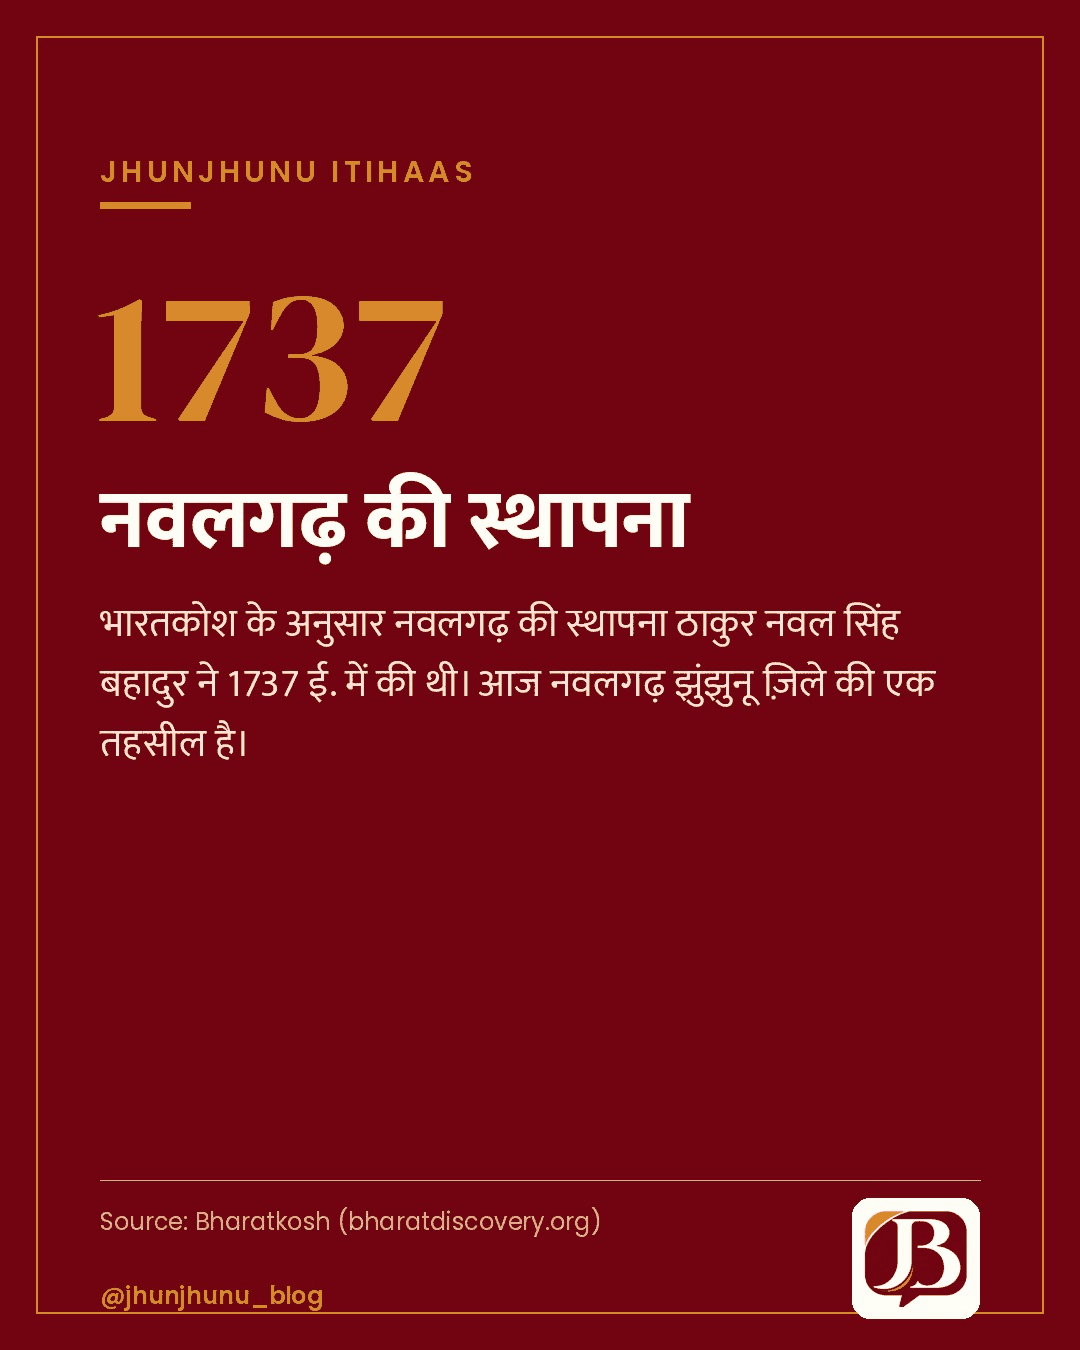 JHUNJHUNU ITIHAAS
1737
नवलगढ़ की स्थापना
भारतकोश के अनुसार नवलगढ़ की स्थापना ठाकुर नवल सिंह
बहादुर ने 1737 ई. में की थी। आज नवलगढ़ झुंझुनू ज़िले की एक
तहसील है।
Source: Bharatkosh (bharatdiscovery.org)
@jhunjhunu_blog
JB